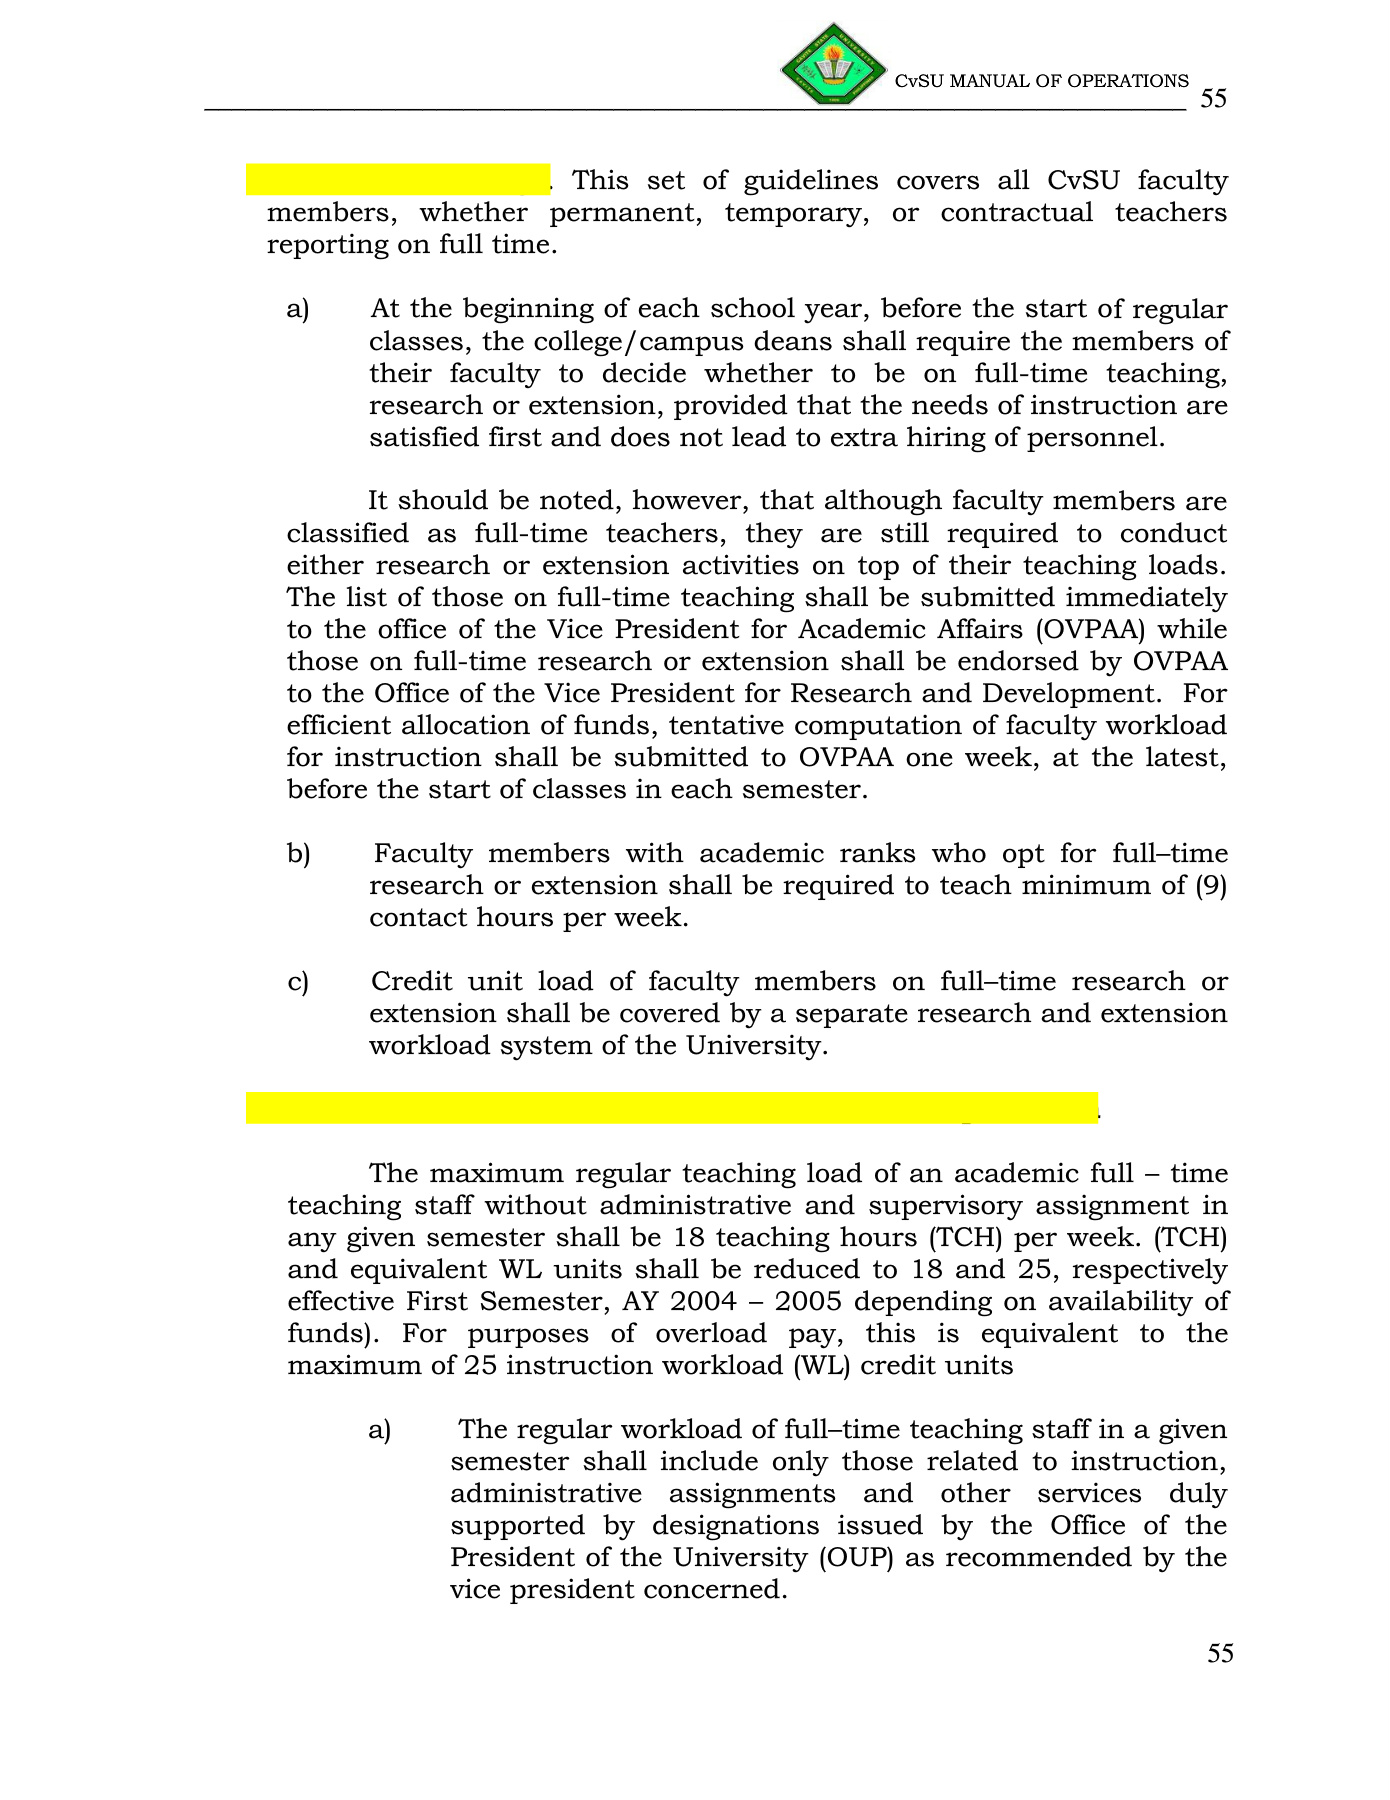 CvSU MANUAL OF OPERATIONS 55
. This set of guidelines covers all CvSU faculty
members, whether permanent, temporary, or contractual teachers
reporting on full time.
a) At the beginning of each school year, before the start of regular
classes, the college/campus deans shall require the members of
their faculty to decide whether to be on full-time teaching,
research or extension, provided that the needs of instruction are
satisfied first and does not lead to extra hiring of personnel.
It should be noted, however, that although faculty members are
classified as full-time teachers, they are still required to conduct
either research or extension activities on top of their teaching loads.
The list of those on full-time teaching shall be submitted immediately
to the office of the Vice President for Academic Affairs (OVPAA) while
those on full-time research or extension shall be endorsed by OVPAA
to the Office of the Vice President for Research and Development. For
efficient allocation of funds, tentative computation of faculty workload
for instruction shall be submitted to OVPAA one week, at the latest,
before the start of classes in each semester.
b) Faculty members with academic ranks who opt for full–time
research or extension shall be required to teach minimum of (9)
contact hours per week.
c) Credit unit load of faculty members on full–time research or
extension shall be covered by a separate research and extension
workload system of the University.
The maximum regular teaching load of an academic full – time
teaching staff without administrative and supervisory assignment in
any given semester shall be 18 teaching hours (TCH) per week. (TCH)
and equivalent WL units shall be reduced to 18 and 25, respectively
effective First Semester, AY 2004 – 2005 depending on availability of
funds). For purposes of overload pay, this is equivalent to the
maximum of 25 instruction workload (WL) credit units
a) The regular workload of full–time teaching staff in a given
semester shall include only those related to instruction,
administrative assignments and other services duly
supported by designations issued by the Office of the
President of the University (OUP) as recommended by the
vice president concerned.
55